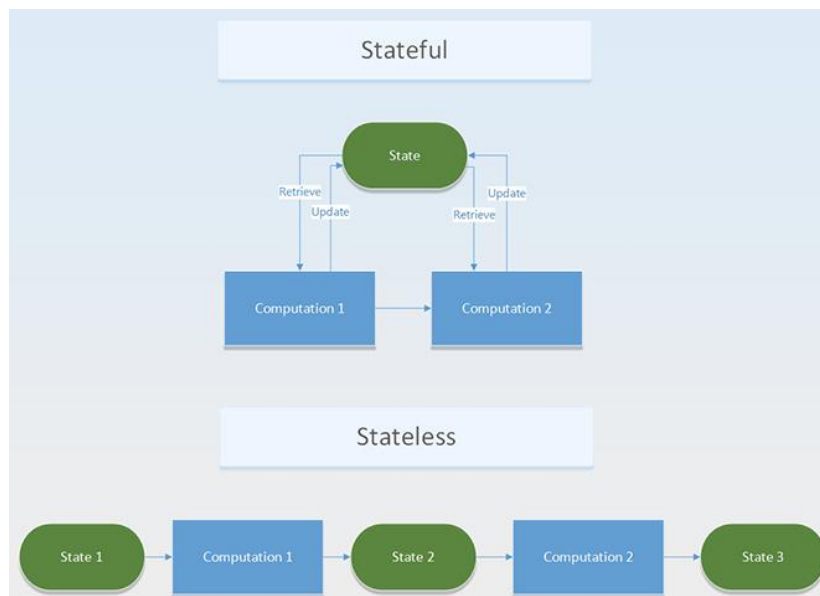 Stateful
State
Retrieve
Update
Update
Retrieve
Computation 1
Computation 2
Stateless
State 1
Computation 1
State 2
Computation 2
State 3